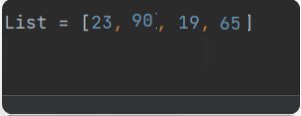 List = [23, 90, 19, 65]